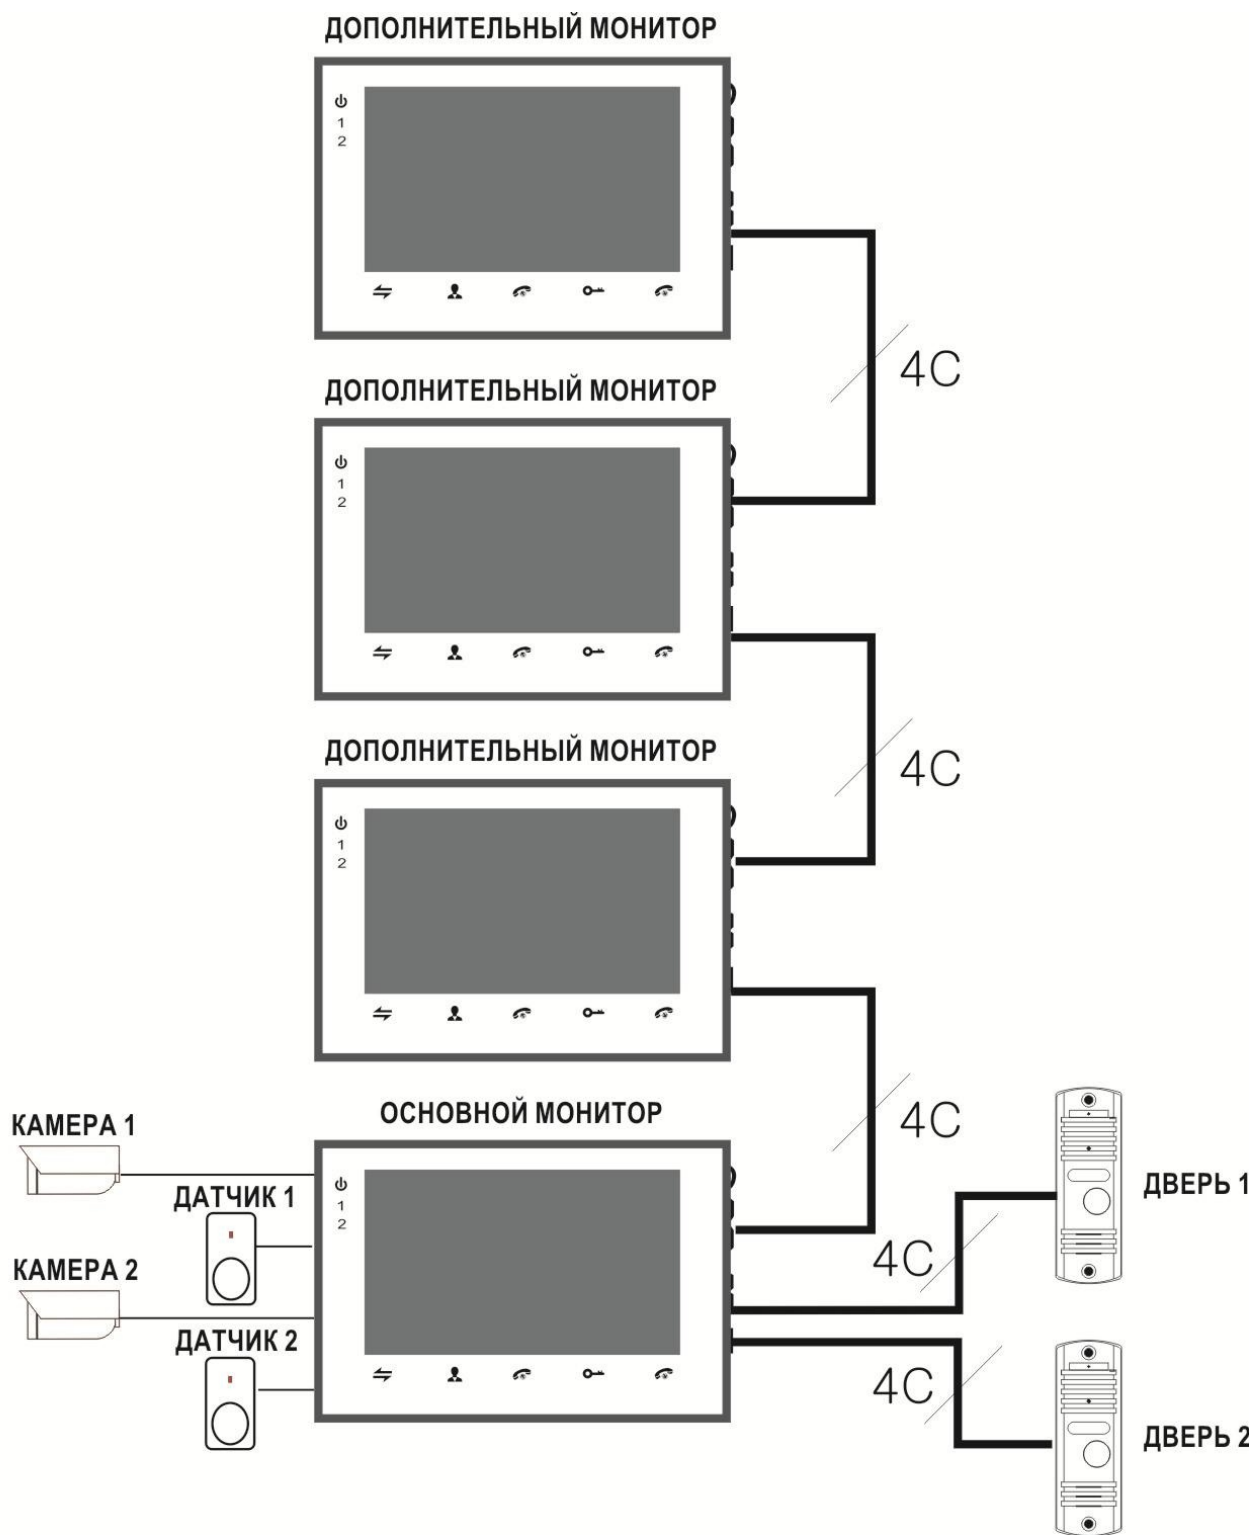 ДОПОЛНИТЕЛЬНЫЙ МОНИТОР
1
2
4C
ДОПОЛНИТЕЛЬНЫЙ МОНИТОР
1
2
4C
ДОПОЛНИТЕЛЬНЫЙ МОНИТОР
1
2
4C
ОСНОВНОЙ МОНИТОР
КАМЕРА 1
ДАТЧИК 1
1
2
КАМЕРА 2
ДАТЧИК 2
4C
ДВЕРЬ 1
4C
ДВЕРЬ 2